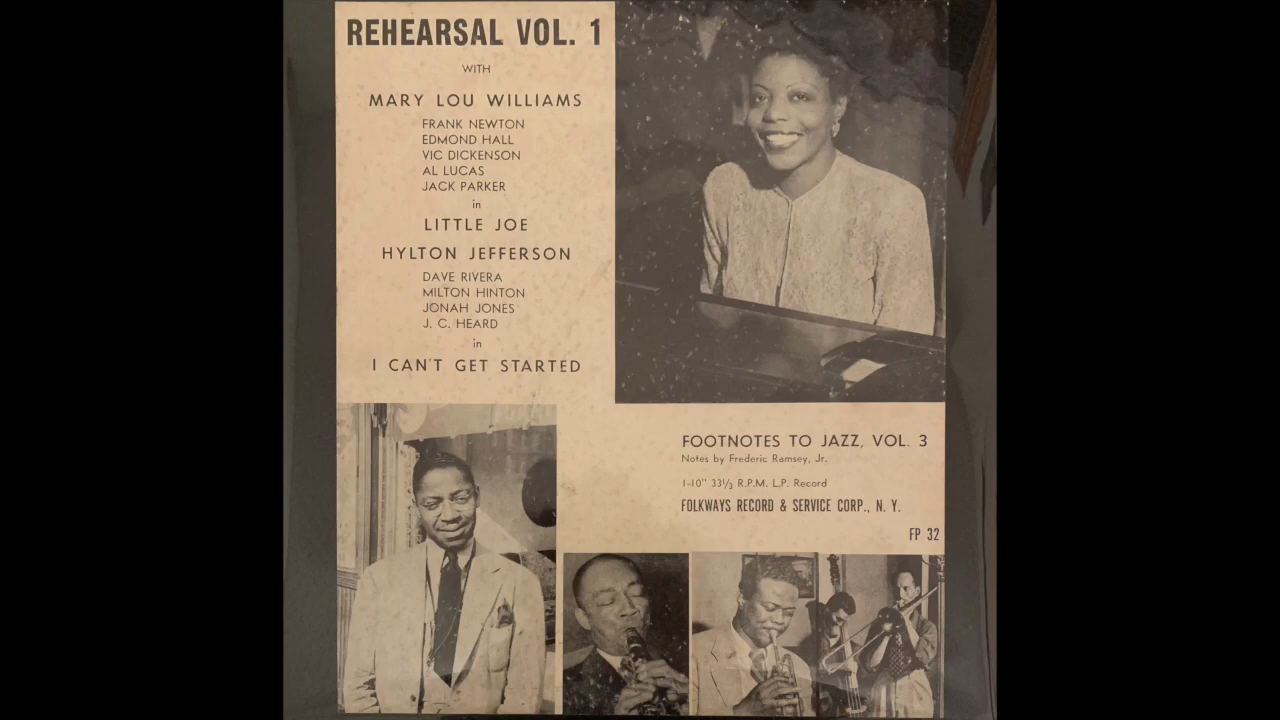 REHEARSAL VOL. 1
WITH
MARY LOU WILLIAMS
FRANK NEWTON
EDMOND HALL
VIC DICKENSON
AL LUCAS
JACK PARKER
in
LITTLE JOE
HYLTON JEFFERSON
DAVE RIVERA
MILTON HINTON
JONAH JONES
J. C. HEARD
in
I CAN'T GET STARTED
FOOTNOTES TO JAZZ, VOL. 3
Notes by Frederic Ramsey, Jr.
1-10" 33⅓ R.P.M. L.P. Record
FOLKWAYS RECORD & SERVICE CORP., N. Y.
FP 32